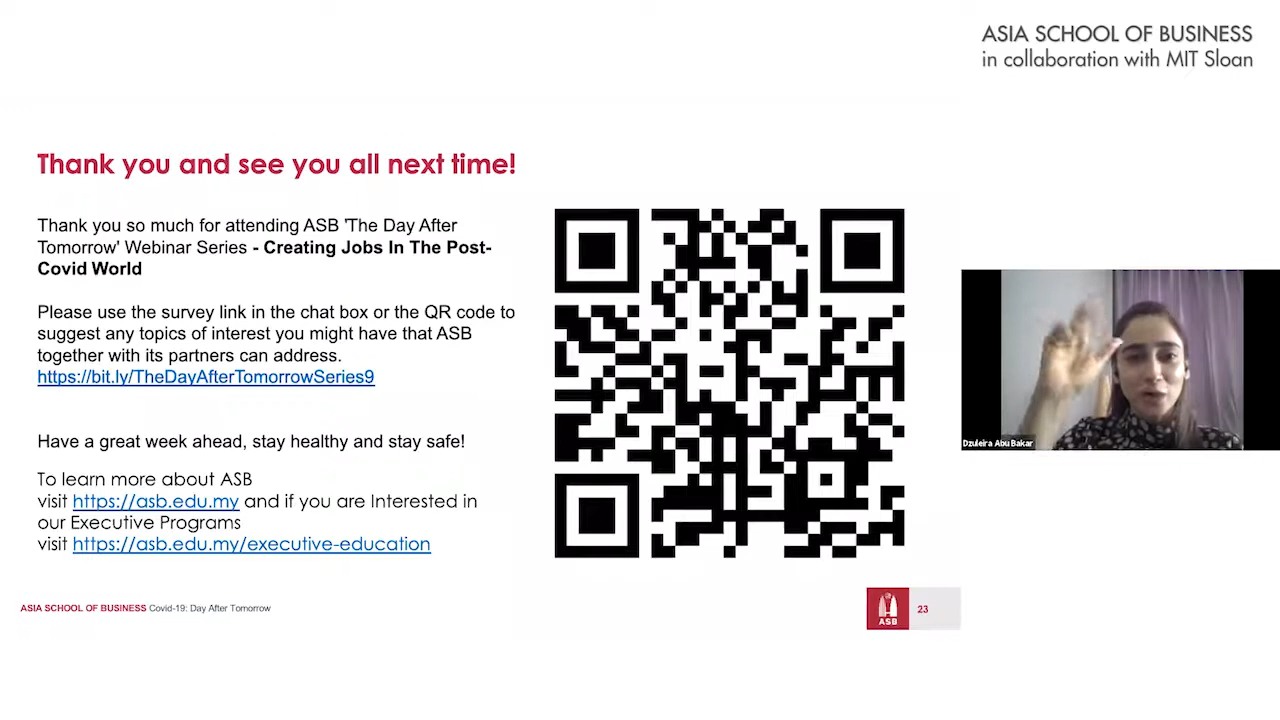 ASIA SCHOOL OF BUSINESS
in collaboration with MIT Sloan
Thank you and see you all next time!
Thank you so much for attending ASB 'The Day After
Tomorrow' Webinar Series - Creating Jobs In The Post-
Covid World
Please use the survey link in the chat box or the QR code to
suggest any topics of interest you might have that ASB
together with its partners can address.
https://bit.ly/TheDayAfterTomorrowSeries9
Have a great week ahead, stay healthy and stay safe!
To learn more about ASB
visit https://asb.edu.my and if you are Interested in
our Executive Programs
visit https://asb.edu.my/executive-education
Dzuleira Abu Bakar
ASIA SCHOOL OF BUSINESS Covid-19: Day After Tomorrow
ASB
23